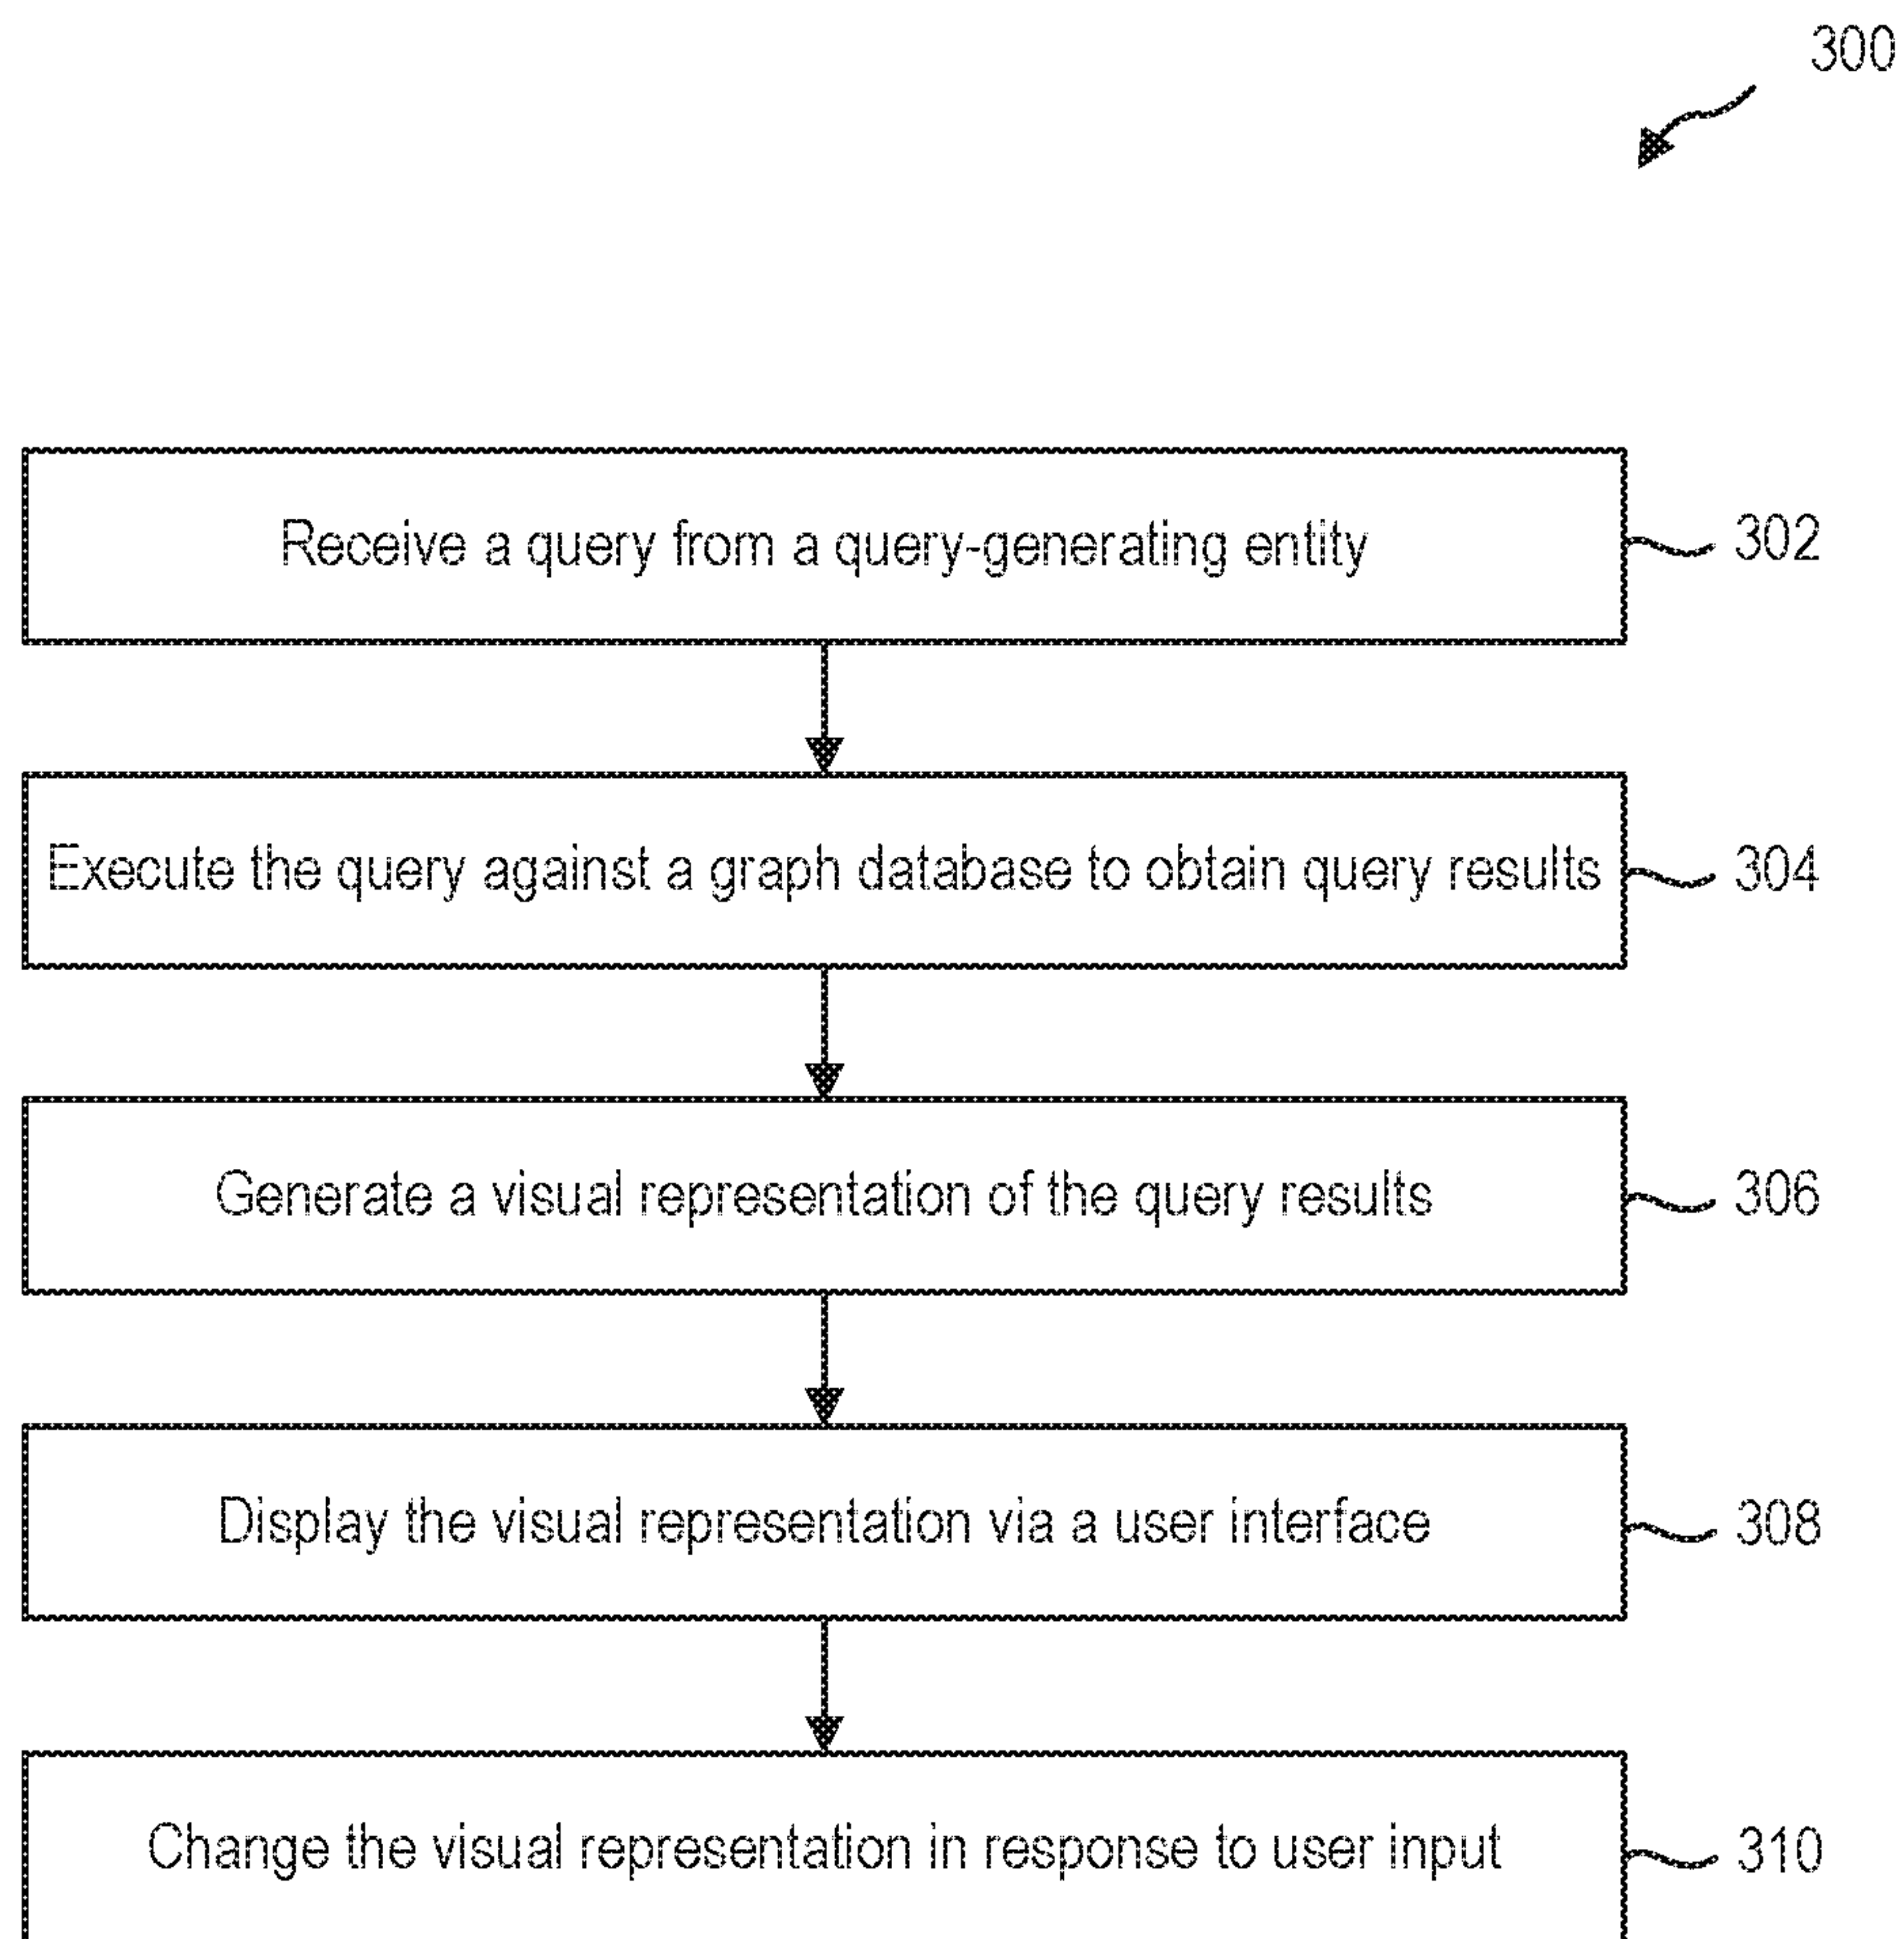 300
Receive a query from a query-generating entity
302
Execute the query against a graph database to obtain query results
304
Generate a visual representation of the query results
306
Display the visual representation via a user interface
308
Change the visual representation in response to user input
310